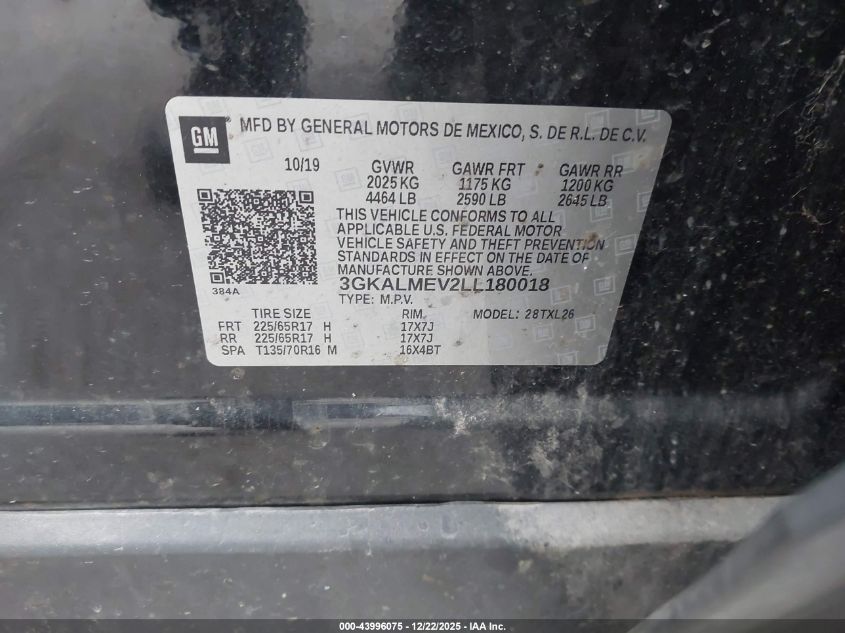 GM
MFD BY GENERAL MOTORS DE MEXICO, S. DE R.L. DE C.V.
10/19 GVWR GAWR FRT GAWR RR
2025 KG 1175 KG 1200 KG
4464 LB 2590 LB 2645 LB
THIS VEHICLE CONFORMS TO ALL
APPLICABLE U.S. FEDERAL MOTOR
VEHICLE SAFETY AND THEFT PREVENTION
STANDARDS IN EFFECT ON THE DATE OF
MANUFACTURE SHOWN ABOVE.
384A
3GKALMEV2LL180018
TYPE: M.P.V.
TIRE SIZE RIM MODEL: 28TXL26
FRT 225/65R17 H 17X7J
RR 225/65R17 H 17X7J
SPA T135/70R16 M 16X4BT
000-43996075 - 12/22/2025 - IAA Inc.